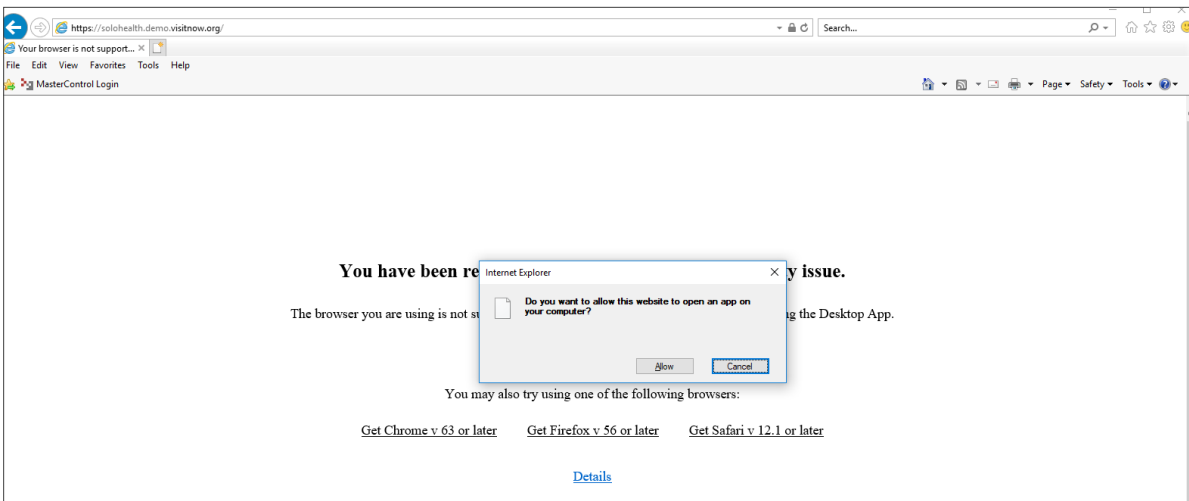 https://solohealth.demo.visitnow.org/
Search...
Your browser is not support...
File Edit View Favorites Tools Help
MasterControl Login
Page Safety Tools
You have been re
y issue.
The browser you are using is not su
ng the Desktop App.
Internet Explorer
Do you want to allow this website to open an app on
your computer?
Allow Cancel
You may also try using one of the following browsers:
Get Chrome v 63 or later Get Firefox v 56 or later Get Safari v 12.1 or later
Details